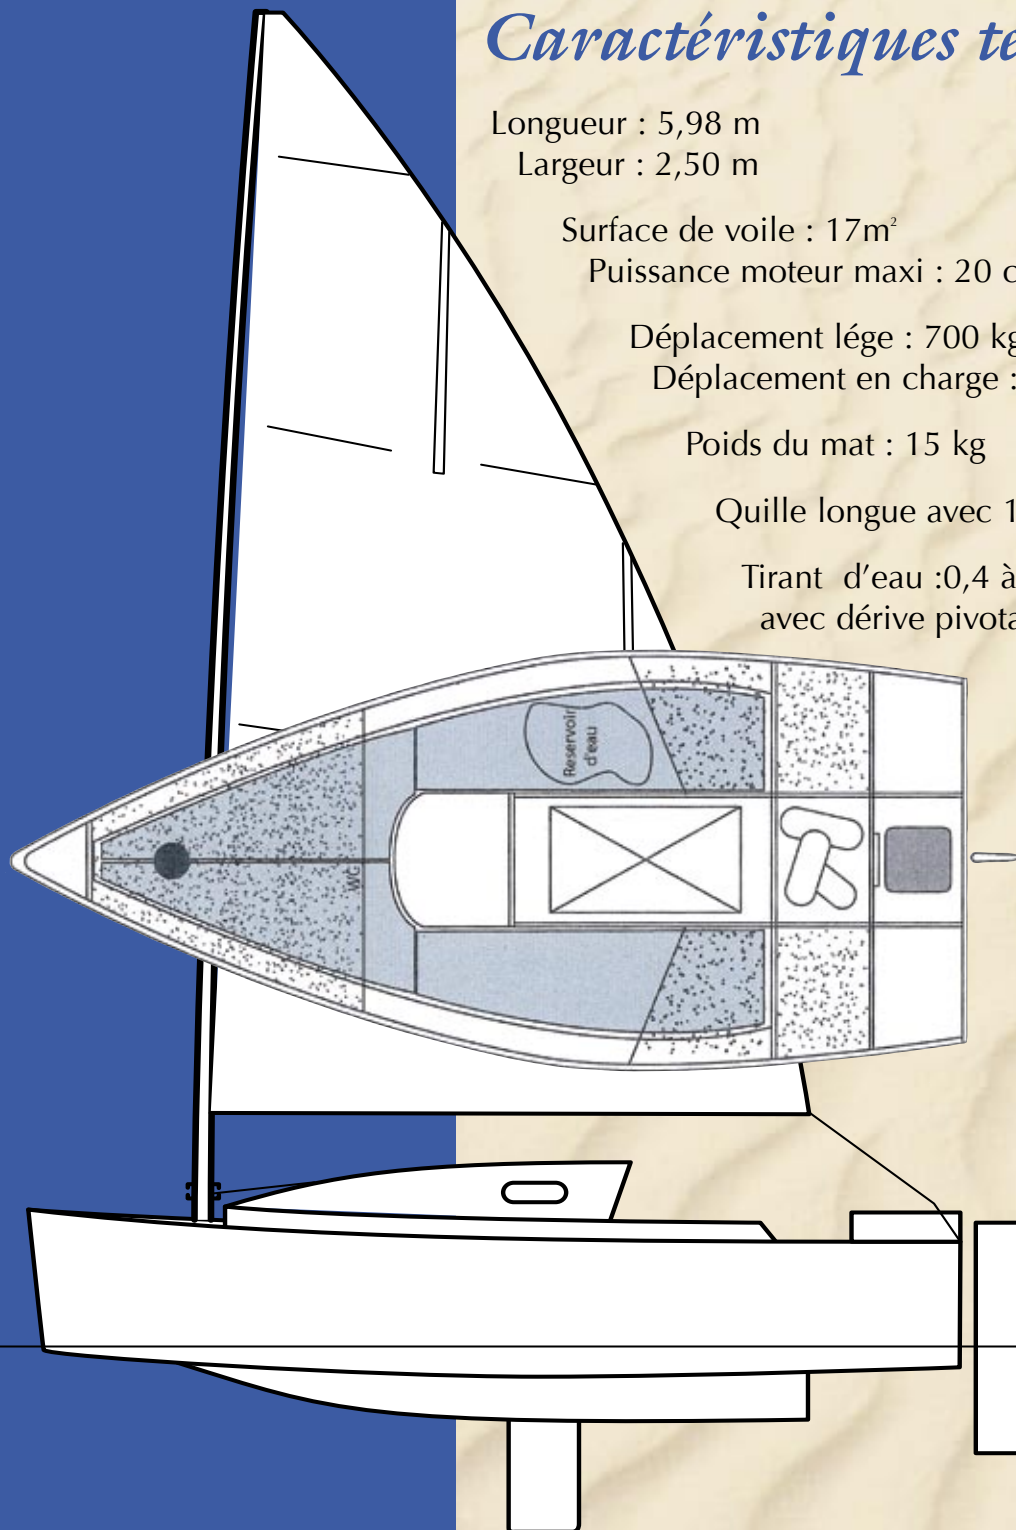 Caractéristiques te
Longueur : 5,98 m
Largeur : 2,50 m
Surface de voile : 17m²
Puissance moteur maxi : 20 c
Déplacement lége : 700 kg
Déplacement en charge :
Poids du mat : 15 kg
Quille longue avec 1
Tirant d’eau :0,4 à
avec dérive pivota
Reservoir
d'eau
WC